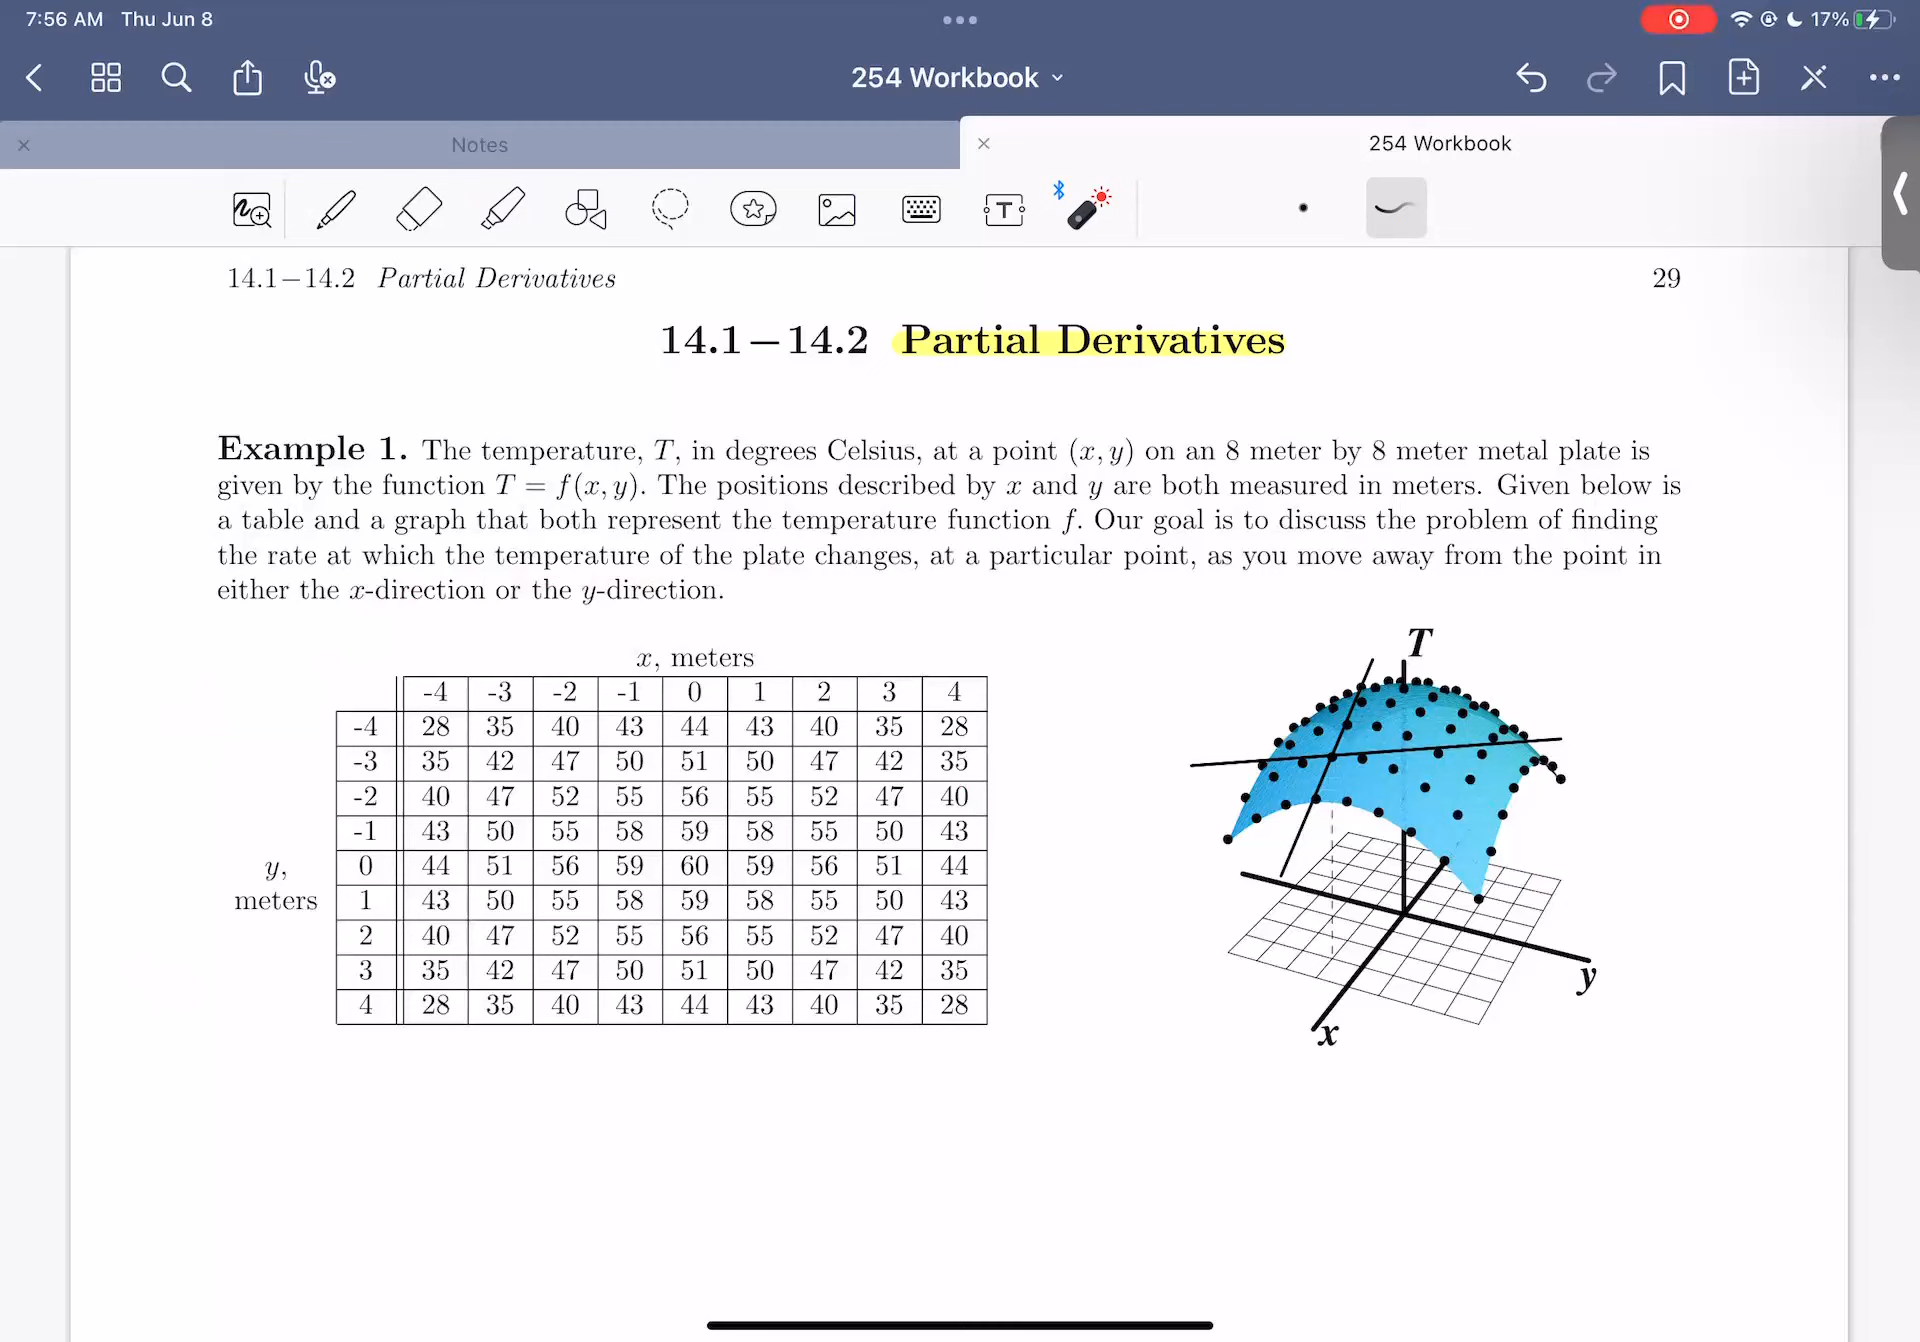 7:56 AM Thu Jun 8
17%
254 Workbook
Notes
254 Workbook
T
14.1–14.2 Partial Derivatives 29
14.1–14.2 Partial Derivatives
Example 1. The temperature, T, in degrees Celsius, at a point (x, y) on an 8 meter by 8 meter metal plate is
given by the function T = f(x, y). The positions described by x and y are both measured in meters. Given below is
a table and a graph that both represent the temperature function f. Our goal is to discuss the problem of finding
the rate at which the temperature of the plate changes, at a particular point, as you move away from the point in
either the x-direction or the y-direction.
x, meters
-4 -3 -2 -1 0 1 2 3 4
-4 28 35 40 43 44 43 40 35 28
-3 35 42 47 50 51 50 47 42 35
-2 40 47 52 55 56 55 52 47 40
-1 43 50 55 58 59 58 55 50 43
y, 0 44 51 56 59 60 59 56 51 44
meters 1 43 50 55 58 59 58 55 50 43
2 40 47 52 55 56 55 52 47 40
3 35 42 47 50 51 50 47 42 35
4 28 35 40 43 44 43 40 35 28
T
y
x